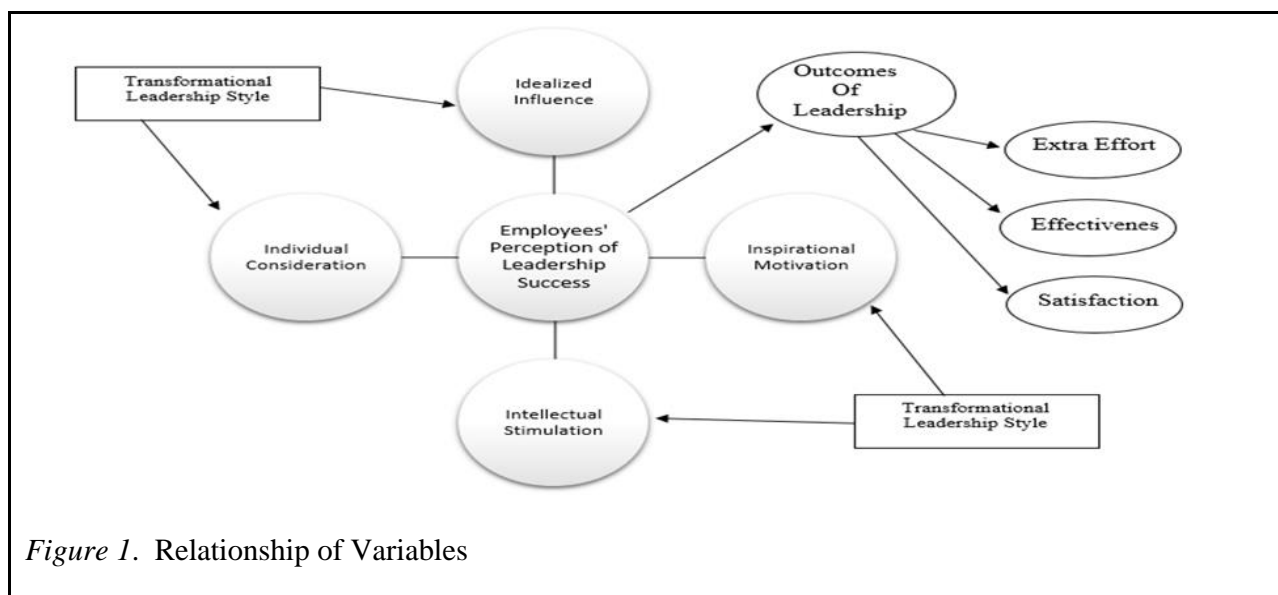 Transformational
Leadership Style
Idealized
Influence
Outcomes
Of
Leadership
Extra Effort
Effectivenes
Satisfaction
Individual
Consideration
Employees'
Perception of
Leadership
Success
Inspirational
Motivation
Intellectual
Stimulation
Transformational
Leadership Style
Figure 1. Relationship of Variables